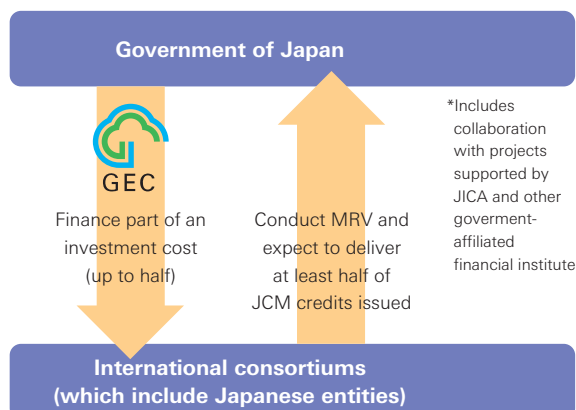 Government of Japan
GEC
Finance part of an
investment cost
(up to half)
Conduct MRV and
expect to deliver
at least half of
JCM credits issued
*Includes
collaboration
with projects
supported by
JICA and other
goverment-
affiliated
financial institute
International consortiums
(which include Japanese entities)